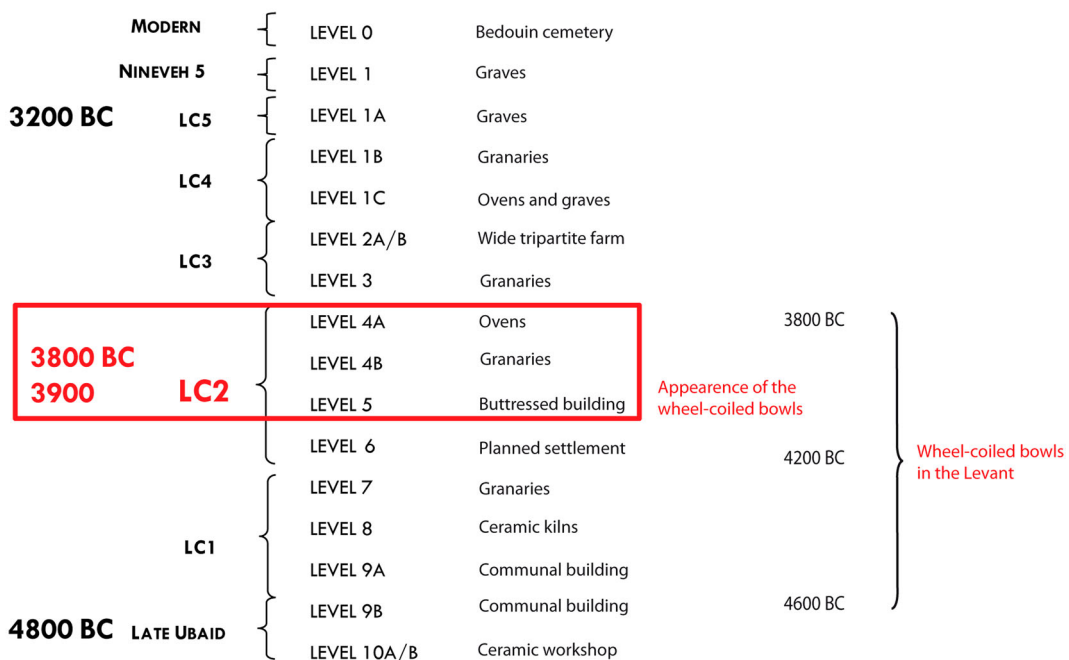 MODERN LEVEL 0 Bedouin cemetery
NINEVEH 5 LEVEL 1 Graves
3200 BC LC5 LEVEL 1A Graves
LEVEL 1B Granaries
LC4
LEVEL 1C Ovens and graves
LEVEL 2A/B Wide tripartite farm
LC3
LEVEL 3 Granaries
LEVEL 4A Ovens 3800 BC
3800 BC LEVEL 4B Granaries
3900 LC2
LEVEL 5 Buttressed building
Appearence of the
wheel-coiled bowls
LEVEL 6 Planned settlement 4200 BC
Wheel-coiled bowls
in the Levant
LEVEL 7 Granaries
LEVEL 8 Ceramic kilns
LC1
LEVEL 9A Communal building
LEVEL 9B Communal building 4600 BC
4800 BC LATE UBAID
LEVEL 10A/B Ceramic workshop